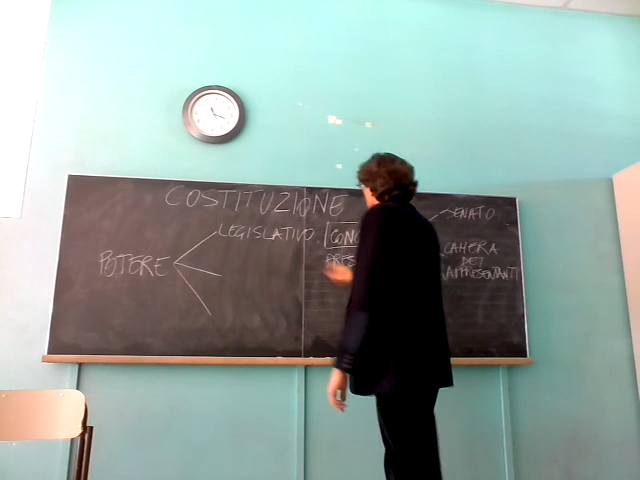 COSTITUZIONE
LEGISLATIVO
SENATO
POTERE
CAMERA
DEI
RAPPRESENTANTI